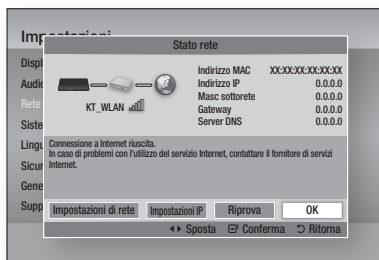 Impostazioni
Stato rete
Displ
Audio
Rete
Siste
Lingu
Sicur
Gene
Supp
KT_WLAN
Indirizzo MAC XX:XX:XX:XX:XX:XX
Indirizzo IP 0.0.0.0
Masc sottorete 0.0.0.0
Gateway 0.0.0.0
Server DNS 0.0.0.0
Connessione a Internet riuscita.
In caso di problemi con l'utilizzo del servizio Internet, contattare il fornitore di servizi
Internet.
Impostazioni di rete Impostazioni IP Riprova OK
Sposta Conferma Ritorna